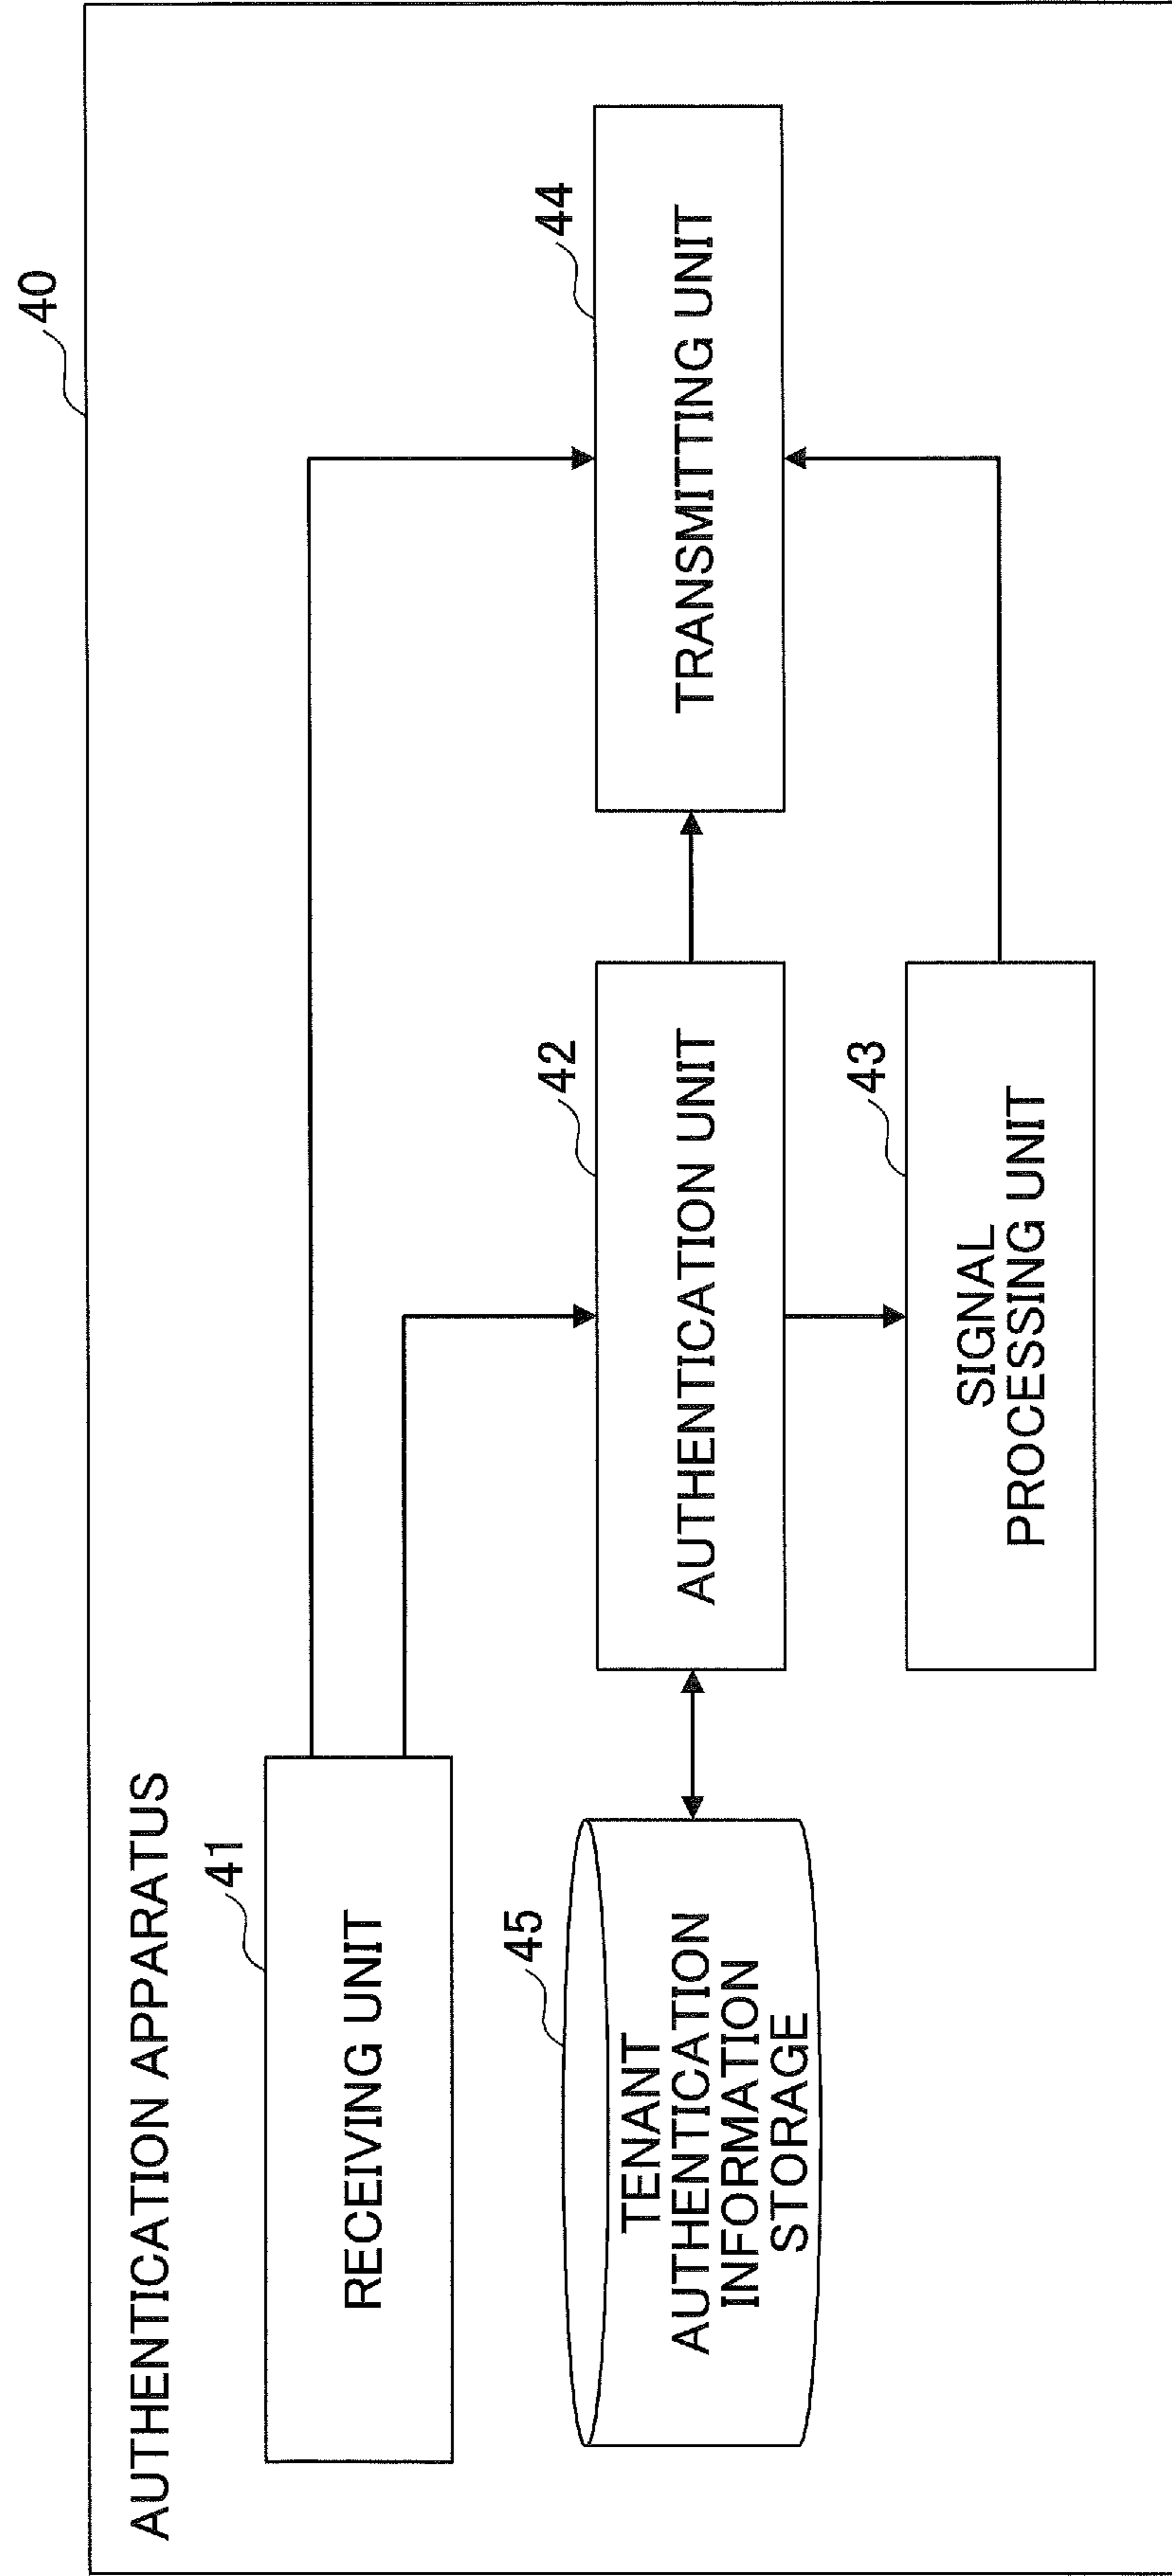 40
AUTHENTICATION APPARATUS
41
RECEIVING UNIT
45
TENANT
AUTHENTICATION
INFORMATION
STORAGE
42
AUTHENTICATION UNIT
44
TRANSMITTING UNIT
43
SIGNAL
PROCESSING UNIT